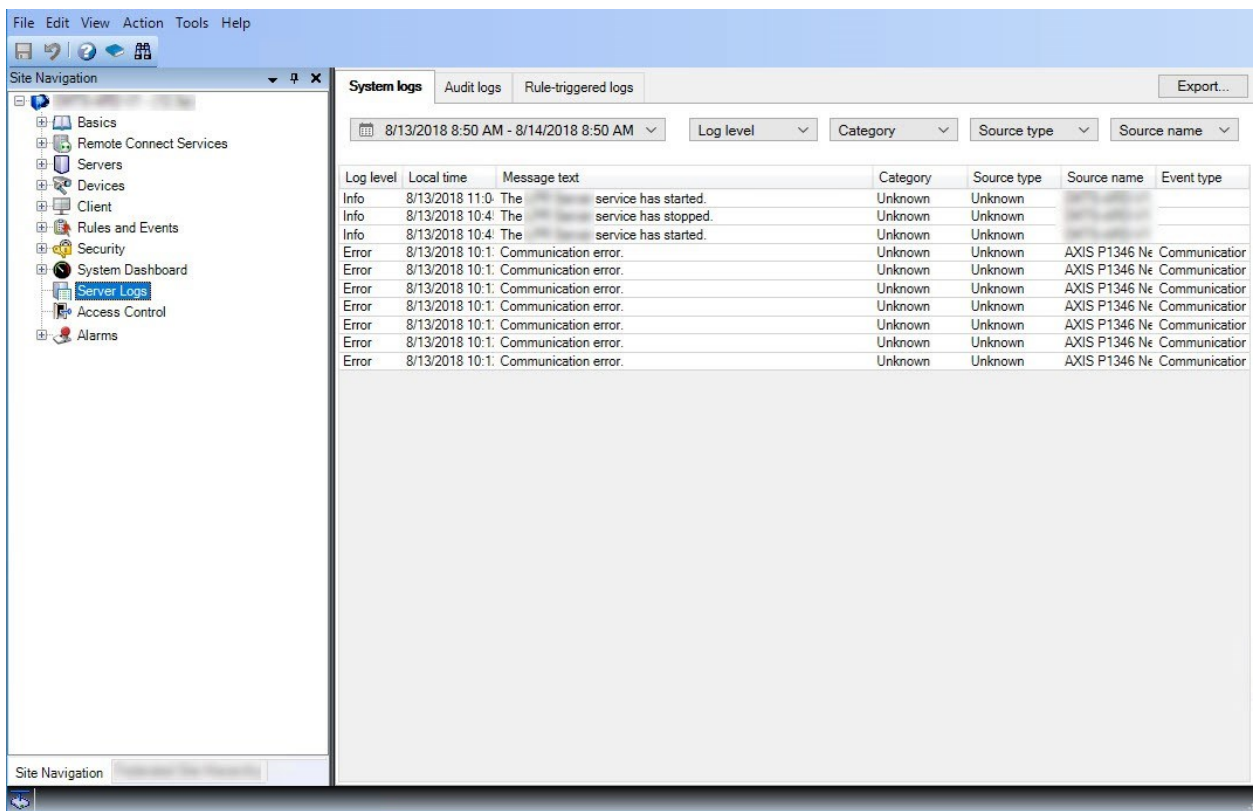 File Edit View Action Tools Help
Site Navigation
Basics
Remote Connect Services
Servers
Devices
Client
Rules and Events
Security
System Dashboard
Server Logs
Access Control
Alarms
Site Navigation
System logs Audit logs Rule-triggered logs Export...
8/13/2018 8:50 AM - 8/14/2018 8:50 AM Log level Category Source type Source name
Log level Local time Message text Category Source type Source name Event type
Info 8/13/2018 11:0 The service has started. Unknown Unknown
Info 8/13/2018 10:4 The service has stopped. Unknown Unknown
Info 8/13/2018 10:4 The service has started. Unknown Unknown
Error 8/13/2018 10:1 Communication error. Unknown Unknown AXIS P1346 Ne Communication
Error 8/13/2018 10:1 Communication error. Unknown Unknown AXIS P1346 Ne Communication
Error 8/13/2018 10:1 Communication error. Unknown Unknown AXIS P1346 Ne Communication
Error 8/13/2018 10:1 Communication error. Unknown Unknown AXIS P1346 Ne Communication
Error 8/13/2018 10:1 Communication error. Unknown Unknown AXIS P1346 Ne Communication
Error 8/13/2018 10:1 Communication error. Unknown Unknown AXIS P1346 Ne Communication
Error 8/13/2018 10:1 Communication error. Unknown Unknown AXIS P1346 Ne Communication